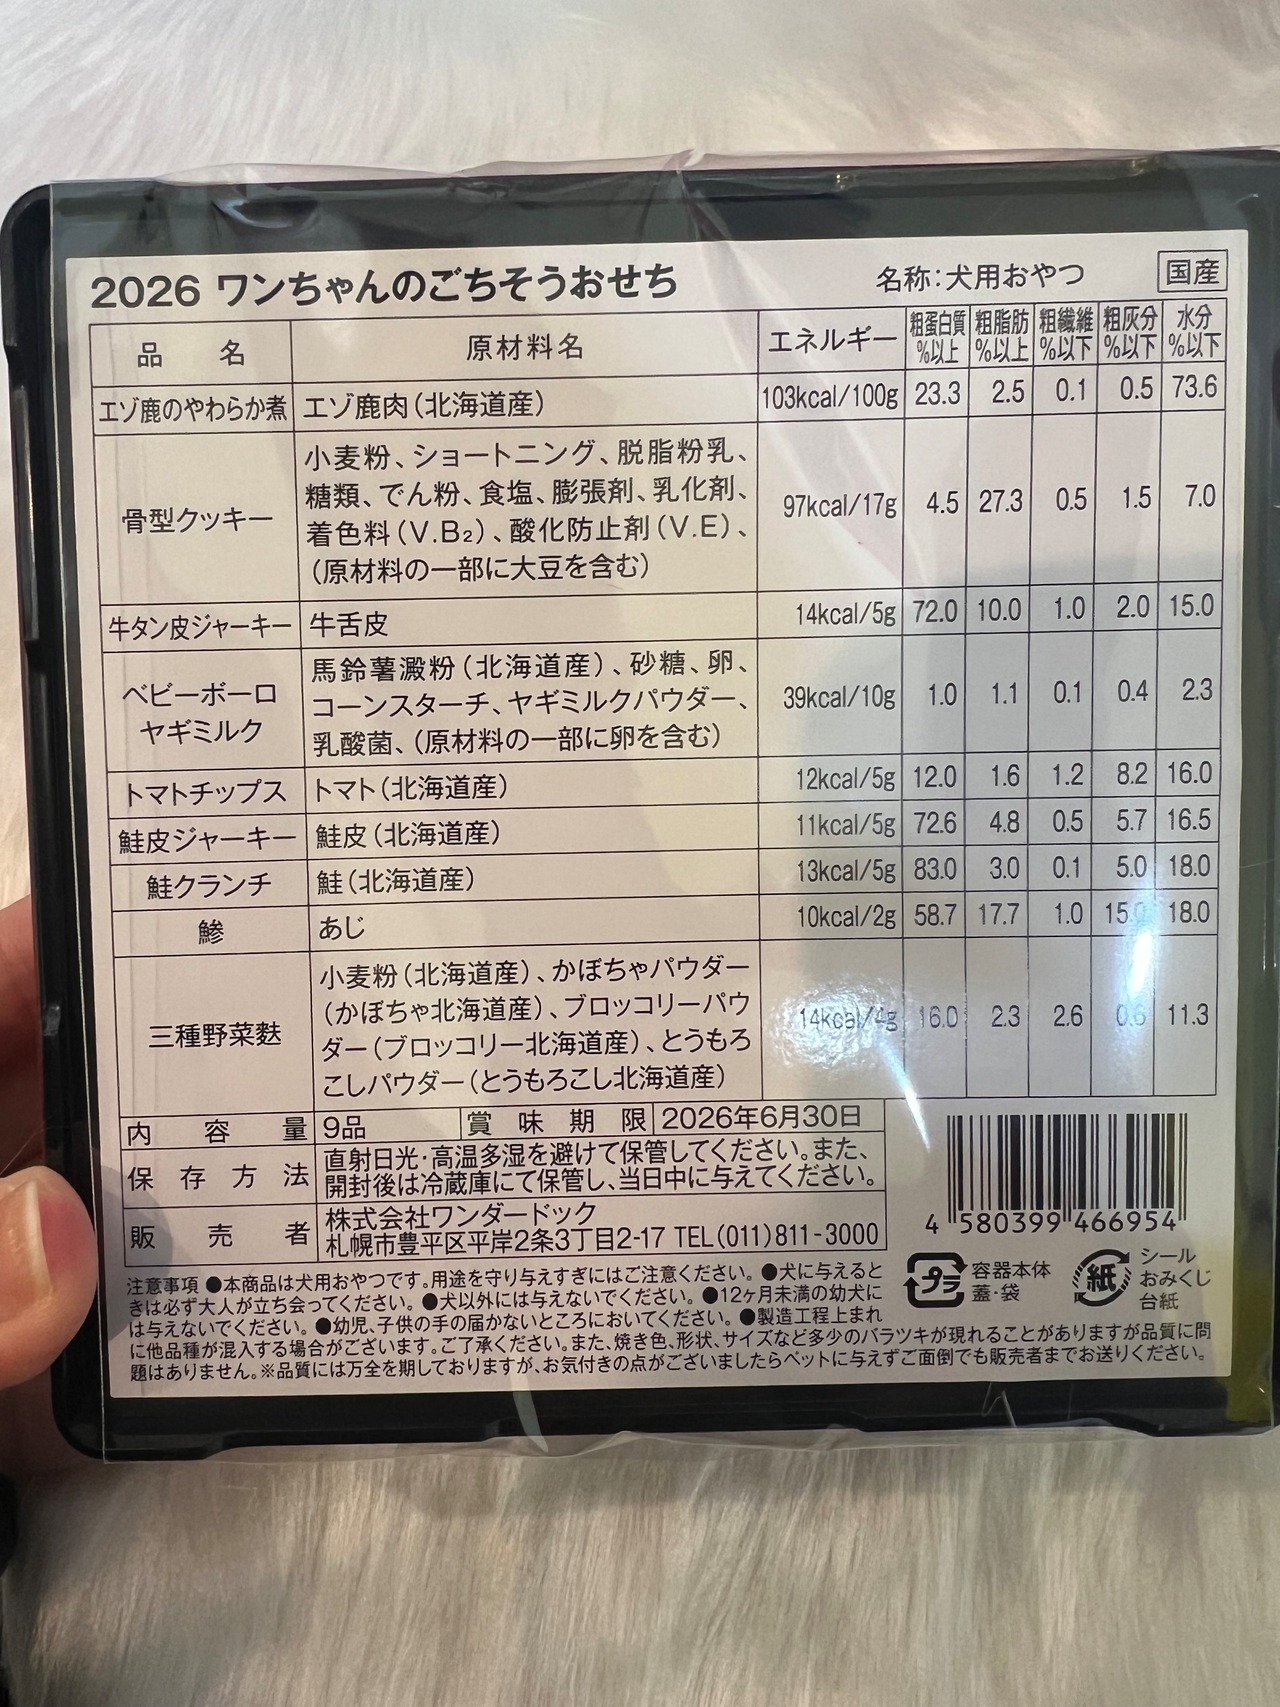 2026 ワンちゃんのごちそうおせち 名称：犬用おやつ 国産
品名 原材料名 エネルギー 粗蛋白質%以上 粗脂肪%以上 粗繊維%以下 粗灰分%以下 水分%以下
エゾ鹿のやわらか煮 エゾ鹿肉（北海道産） 103kcal/100g 23.3 2.5 0.1 0.5 73.6
骨型クッキー
小麦粉、ショートニング、脱脂粉乳、
糖類、でん粉、食塩、膨張剤、乳化剤、
着色料（V.B₂）、酸化防止剤（V.E）、
（原材料の一部に大豆を含む）
97kcal/17g 4.5 27.3 0.5 1.5 7.0
牛タン皮ジャーキー 牛舌皮 14kcal/5g 72.0 10.0 1.0 2.0 15.0
ベビーボーロ
ヤギミルク
馬鈴薯澱粉（北海道産）、砂糖、卵、
コーンスターチ、ヤギミルクパウダー、
乳酸菌、（原材料の一部に卵を含む）
39kcal/10g 1.0 1.1 0.1 0.4 2.3
トマトチップス トマト（北海道産） 12kcal/5g 12.0 1.6 1.2 8.2 16.0
鮭皮ジャーキー 鮭皮（北海道産） 11kcal/5g 72.6 4.8 0.5 5.7 16.5
鮭クランチ 鮭（北海道産） 13kcal/5g 83.0 3.0 0.1 5.0 18.0
鯵 あじ 10kcal/2g 58.7 17.7 1.0 15.0 18.0
三種野菜麩
小麦粉（北海道産）、かぼちゃパウダー
（かぼちゃ北海道産）、ブロッコリーパウ
ダー（ブロッコリー北海道産）、とうもろ
こしパウダー（とうもろこし北海道産）
14kcal/4g 16.0 2.3 2.6 11.3
内容量 9品 賞味期限 2026年6月30日
保存方法
直射日光・高温多湿を避けて保管してください。また、
開封後は冷蔵庫にて保管し、当日中に与えてください。
販売者
株式会社ワンダードック
札幌市豊平区平岸2条3丁目2-17 TEL（011）811-3000
4 580399 466954
プラ 容器本体
蓋・袋
紙 シール
おみくじ
台紙
注意事項 ●本商品は犬用おやつです。用途を守り与えすぎにはご注意ください。●犬に与えると
きは必ず大人が立ち会ってください。●犬以外には与えないでください。●12ヶ月未満の幼犬に
は与えないでください。●幼児、子供の手の届かないところにおいてください。●製造工程上まれ
に他品種が混入する場合がございます。ご了承ください。また、焼き色、形状、サイズなど多少のバラツキが現れることがありますが品質に問
題はありません。※品質には万全を期しておりますが、お気付きの点がございましたらペットに与えずご面倒でも販売者までお送りください。